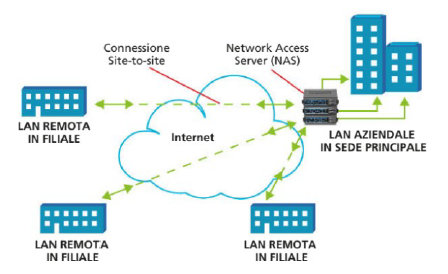 Connessione
Site-to-site
Network Access
Server (NAS)
LAN REMOTA
IN FILIALE
Internet
LAN AZIENDALE
IN SEDE PRINCIPALE
LAN REMOTA
IN FILIALE
LAN REMOTA
IN FILIALE